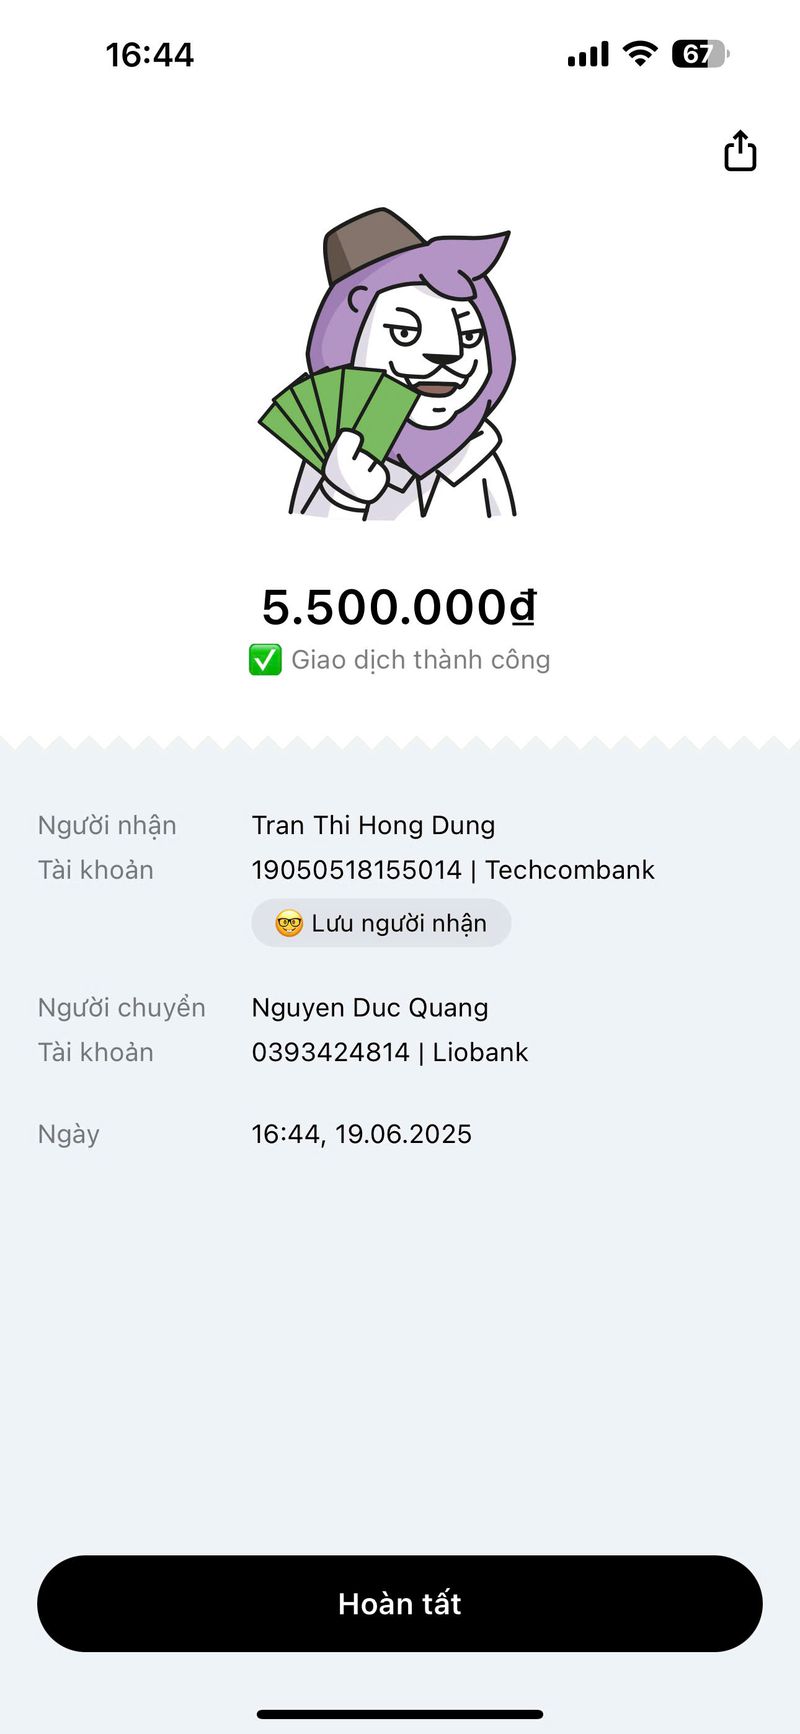 16:44
67
5.500.000₫
✅ Giao dịch thành công
Người nhận Tran Thi Hong Dung
Tài khoản 19050518155014 | Techcombank
🤓 Lưu người nhận
Người chuyển Nguyen Duc Quang
Tài khoản 0393424814 | Liobank
Ngày 16:44, 19.06.2025
Hoàn tất